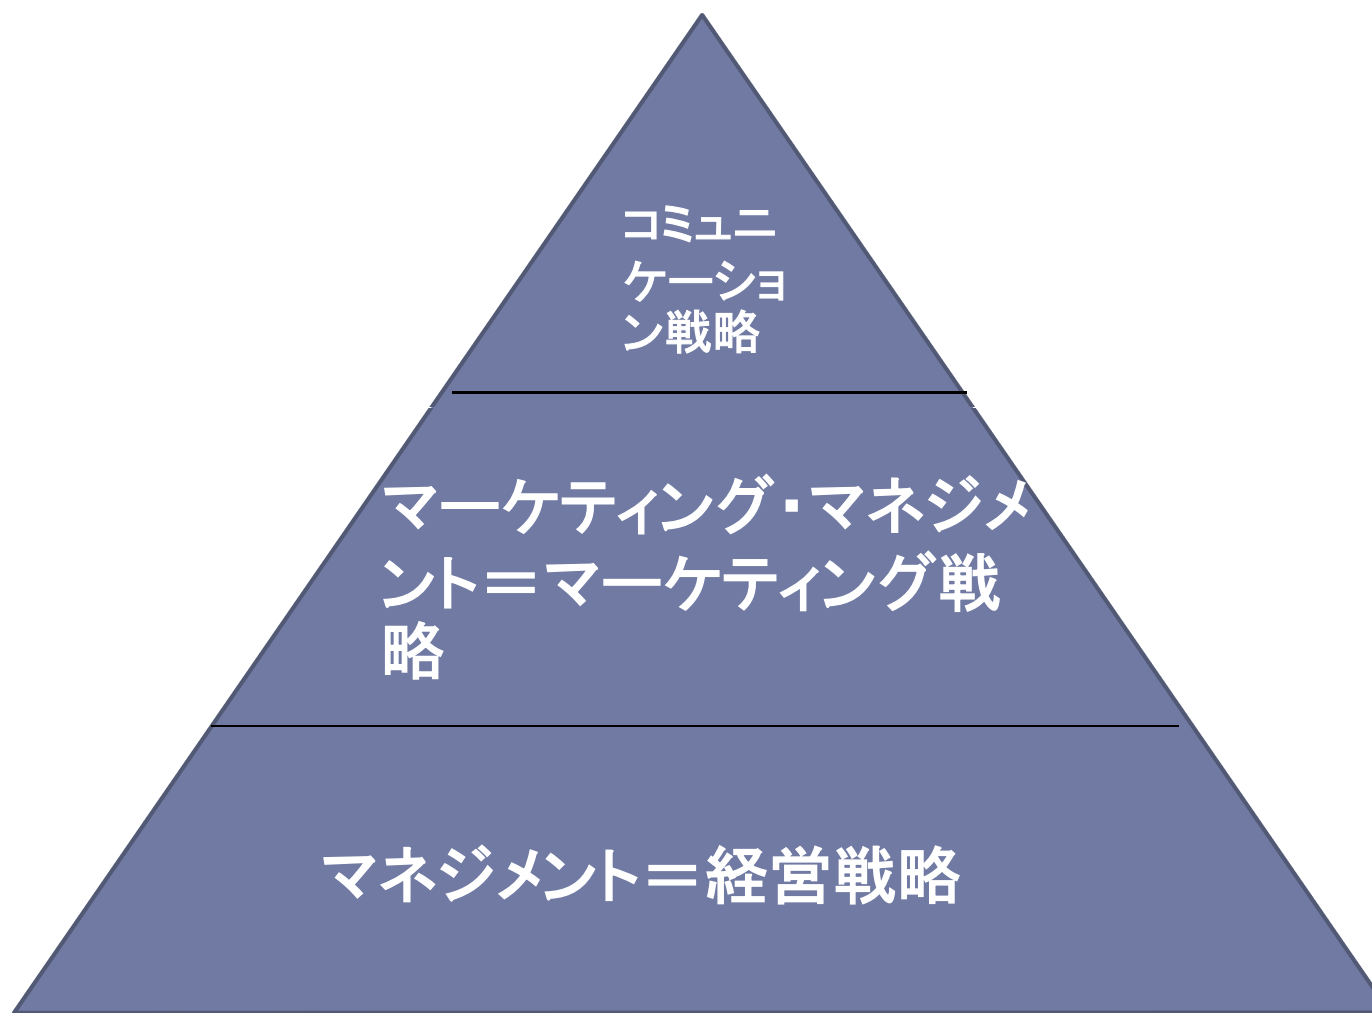 コミュニ
ケーショ
ン戦略
マーケティング・マネジメ
ント＝マーケティング戦
略
マネジメント＝経営戦略